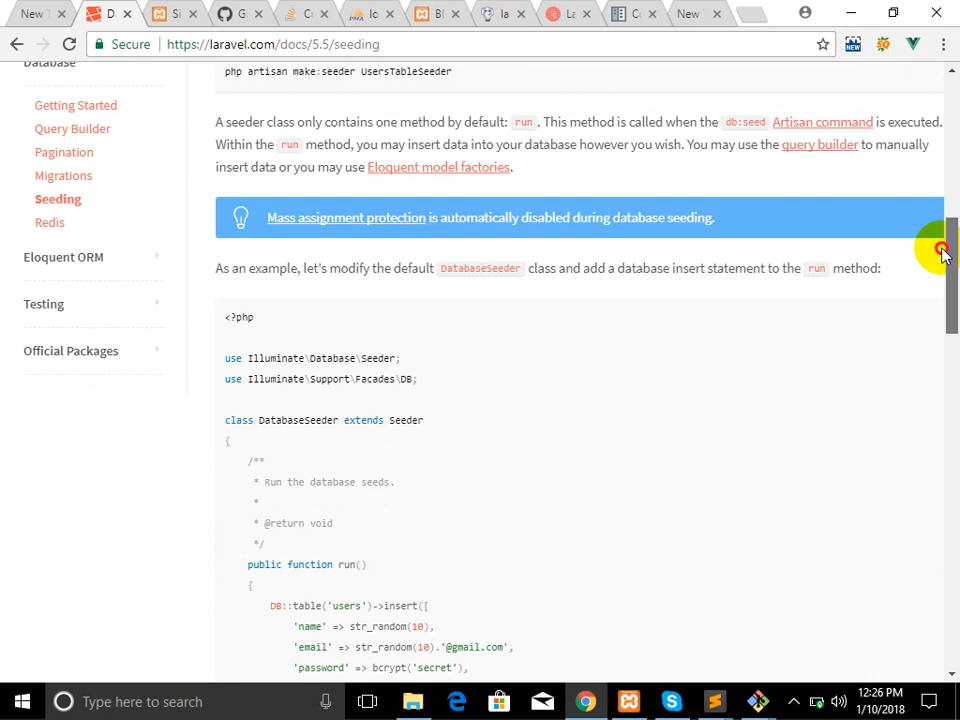 New T
D
Si
G
C
lo
Bl
la
La
C
New T
Secure https://laravel.com/docs/5.5/seeding
Database
Getting Started
Query Builder
Pagination
Migrations
Seeding
Redis
Eloquent ORM
Testing
Official Packages
php artisan make:seeder UsersTableSeeder
A seeder class only contains one method by default: run. This method is called when the db:seed Artisan command is executed.
Within the run method, you may insert data into your database however you wish. You may use the query builder to manually
insert data or you may use Eloquent model factories.
Mass assignment protection is automatically disabled during database seeding.
As an example, let's modify the default DatabaseSeeder class and add a database insert statement to the run method:
<?php
use Illuminate\Database\Seeder;
use Illuminate\Support\Facades\DB;
class DatabaseSeeder extends Seeder
{
/**
* Run the database seeds.
*
* @return void
*/
public function run()
{
DB::table('users')->insert([
'name' => str_random(10),
'email' => str_random(10).'@gmail.com',
'password' => bcrypt('secret'),
Type here to search
12:26 PM
1/10/2018